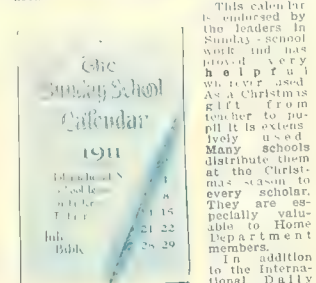 The
Sunday School
Calendar
1911
This calendar
is endorsed by
the leaders in
Sunday-school
work and has
proved very
helpful
wherever used
As a Christmas
gift from
teacher to pu-
pil it is extens
ively used
Many schools
distribute them
at the Christ-
mas season to
every scholar.
They are es-
pecially valu-
able to Home
Department
members.
In addition
to the Interna-
tional Daily